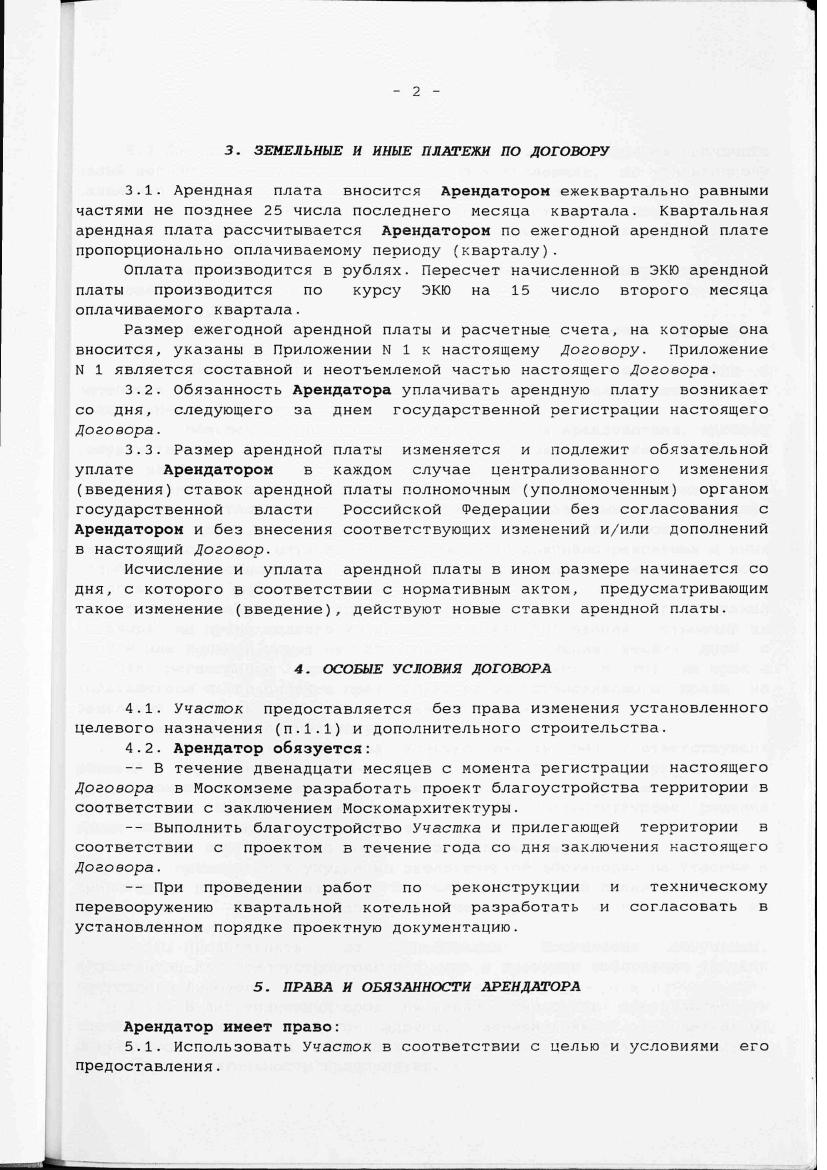 - 2 -
3. ЗЕМЕЛЬНЫЕ И ИНЫЕ ПЛАТЕЖИ ПО ДОГОВОРУ
3.1. Арендная плата вносится Арендатором ежеквартально равными
частями не позднее 25 числа последнего месяца квартала. Квартальная
арендная плата рассчитывается Арендатором по ежегодной арендной плате
пропорционально оплачиваемому периоду (кварталу).
Оплата производится в рублях. Пересчет начисленной в ЭКЮ арендной
платы производится по курсу ЭКЮ на 15 число второго месяца
оплачиваемого квартала.
Размер ежегодной арендной платы и расчетные счета, на которые она
вносится, указаны в Приложении N 1 к настоящему Договору. Приложение
N 1 является составной и неотъемлемой частью настоящего Договора.
3.2. Обязанность Арендатора уплачивать арендную плату возникает
со дня, следующего за днем государственной регистрации настоящего
Договора.
3.3. Размер арендной платы изменяется и подлежит обязательной
уплате Арендатором в каждом случае централизованного изменения
(введения) ставок арендной платы полномочным (уполномоченным) органом
государственной власти Российской Федерации без согласования с
Арендатором и без внесения соответствующих изменений и/или дополнений
в настоящий Договор.
Исчисление и уплата арендной платы в ином размере начинается со
дня, с которого в соответствии с нормативным актом, предусматривающим
такое изменение (введение), действуют новые ставки арендной платы.
4. ОСОБЫЕ УСЛОВИЯ ДОГОВОРА
4.1. Участок предоставляется без права изменения установленного
целевого назначения (п.1.1) и дополнительного строительства.
4.2. Арендатор обязуется:
-- В течение двенадцати месяцев с момента регистрации настоящего
Договора в Москомземе разработать проект благоустройства территории в
соответствии с заключением Москомархитектуры.
-- Выполнить благоустройство Участка и прилегающей территории в
соответствии с проектом в течение года со дня заключения настоящего
Договора.
-- При проведении работ по реконструкции и техническому
перевооружению квартальной котельной разработать и согласовать в
установленном порядке проектную документацию.
5. ПРАВА И ОБЯЗАННОСТИ АРЕНДАТОРА
Арендатор имеет право:
5.1. Использовать Участок в соответствии с целью и условиями его
предоставления.